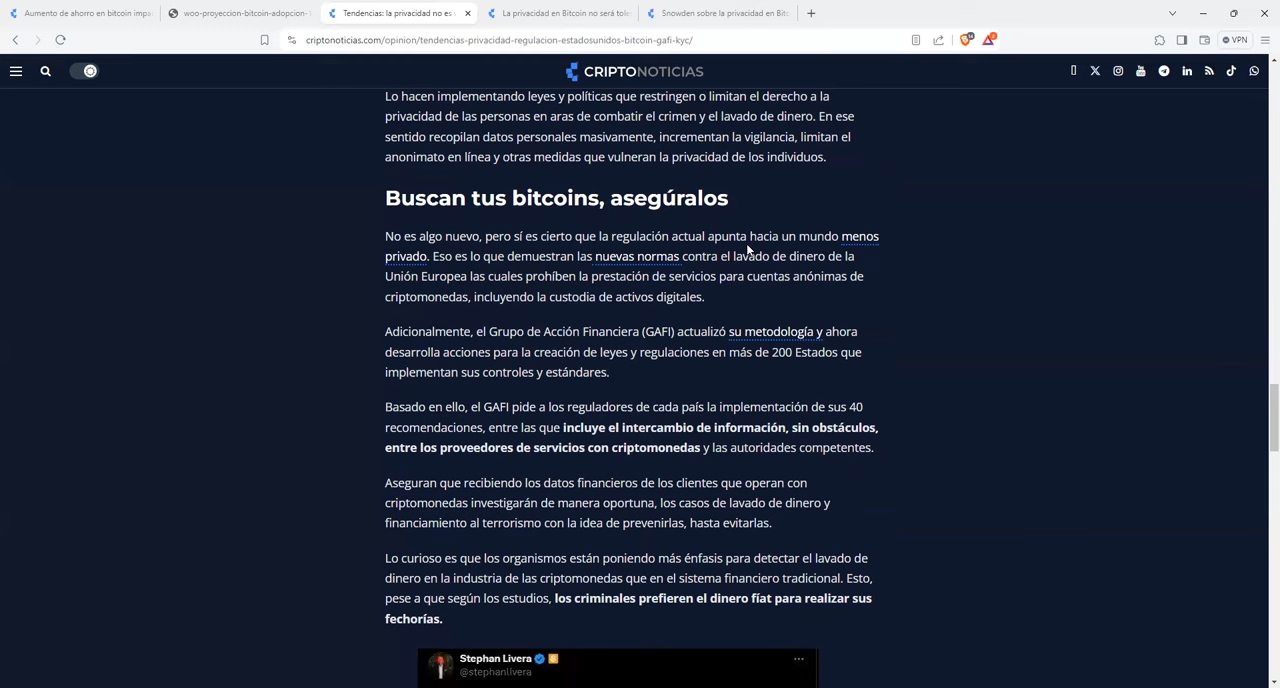 Aumento de ahorro en bitcoin impa
woo-proyeccion-bitcoin-adopcion-
Tendencias: la privacidad no es
La privacidad en Bitcoin no será tole
Snowden sobre la privacidad en Bit
criptonoticias.com/opinion/tendencias-privacidad-regulacion-estadosunidos-bitcoin-gafi-kyc/
VPN
CRIPTONOTICIAS
Lo hacen implementando leyes y políticas que restringen o limitan el derecho a la
privacidad de las personas en aras de combatir el crimen y el lavado de dinero. En ese
sentido recopilan datos personales masivamente, incrementan la vigilancia, limitan el
anonimato en línea y otras medidas que vulneran la privacidad de los individuos.
Buscan tus bitcoins, asegúralos
No es algo nuevo, pero sí es cierto que la regulación actual apunta hacia un mundo menos
privado. Eso es lo que demuestran las nuevas normas contra el lavado de dinero de la
Unión Europea las cuales prohíben la prestación de servicios para cuentas anónimas de
criptomonedas, incluyendo la custodia de activos digitales.
Adicionalmente, el Grupo de Acción Financiera (GAFI) actualizó su metodología y ahora
desarrolla acciones para la creación de leyes y regulaciones en más de 200 Estados que
implementan sus controles y estándares.
Basado en ello, el GAFI pide a los reguladores de cada país la implementación de sus 40
recomendaciones, entre las que incluye el intercambio de información, sin obstáculos,
entre los proveedores de servicios con criptomonedas y las autoridades competentes.
Aseguran que recibiendo los datos financieros de los clientes que operan con
criptomonedas investigarán de manera oportuna, los casos de lavado de dinero y
financiamiento al terrorismo con la idea de prevenirlas, hasta evitarlas.
Lo curioso es que los organismos están poniendo más énfasis para detectar el lavado de
dinero en la industria de las criptomonedas que en el sistema financiero tradicional. Esto,
pese a que según los estudios, los criminales prefieren el dinero fíat para realizar sus
fechorías.
Stephan Livera
@stephanlivera